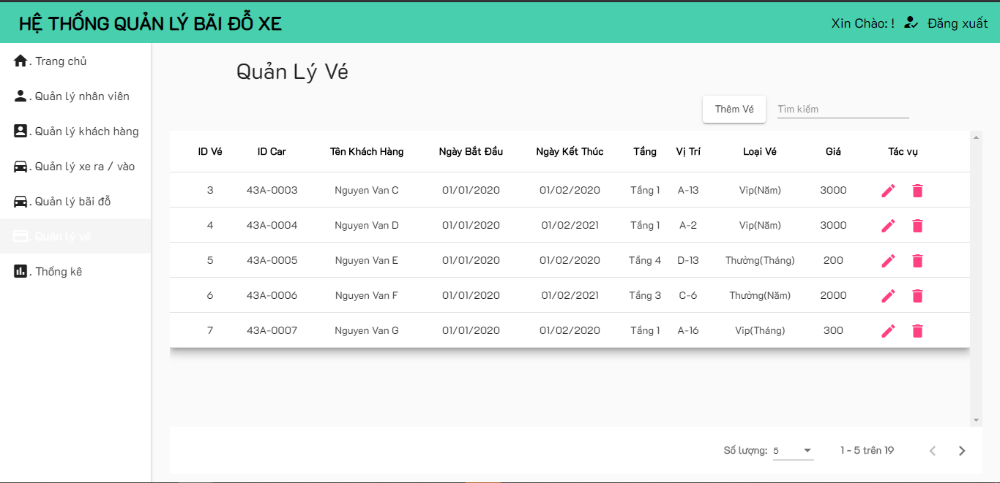 HỆ THỐNG QUẢN LÝ BÃI ĐỖ XE
Xin Chào: ! Đăng xuất
. Trang chủ
. Quản lý nhân viên
. Quản lý khách hàng
. Quản lý xe ra / vào
. Quản lý bãi đỗ
. Quản lý vé
. Thống kê
Quản Lý Vé
Thêm Vé Tìm kiếm
ID Vé ID Car Tên Khách Hàng Ngày Bắt Đầu Ngày Kết Thúc Tầng Vị Trí Loại Vé Giá Tác vụ
3 43A-0003 Nguyen Van C 01/01/2020 01/02/2020 Tầng 1 A-13 Vip(Năm) 3000
4 43A-0004 Nguyen Van D 01/01/2020 01/02/2021 Tầng 1 A-2 Vip(Năm) 3000
5 43A-0005 Nguyen Van E 01/01/2020 01/02/2020 Tầng 4 D-13 Thường(Tháng) 200
6 43A-0006 Nguyen Van F 01/01/2020 01/02/2021 Tầng 3 C-6 Thường(Năm) 2000
7 43A-0007 Nguyen Van G 01/01/2020 01/02/2020 Tầng 1 A-16 Vip(Tháng) 300
Số lượng: 5 1 - 5 trên 19